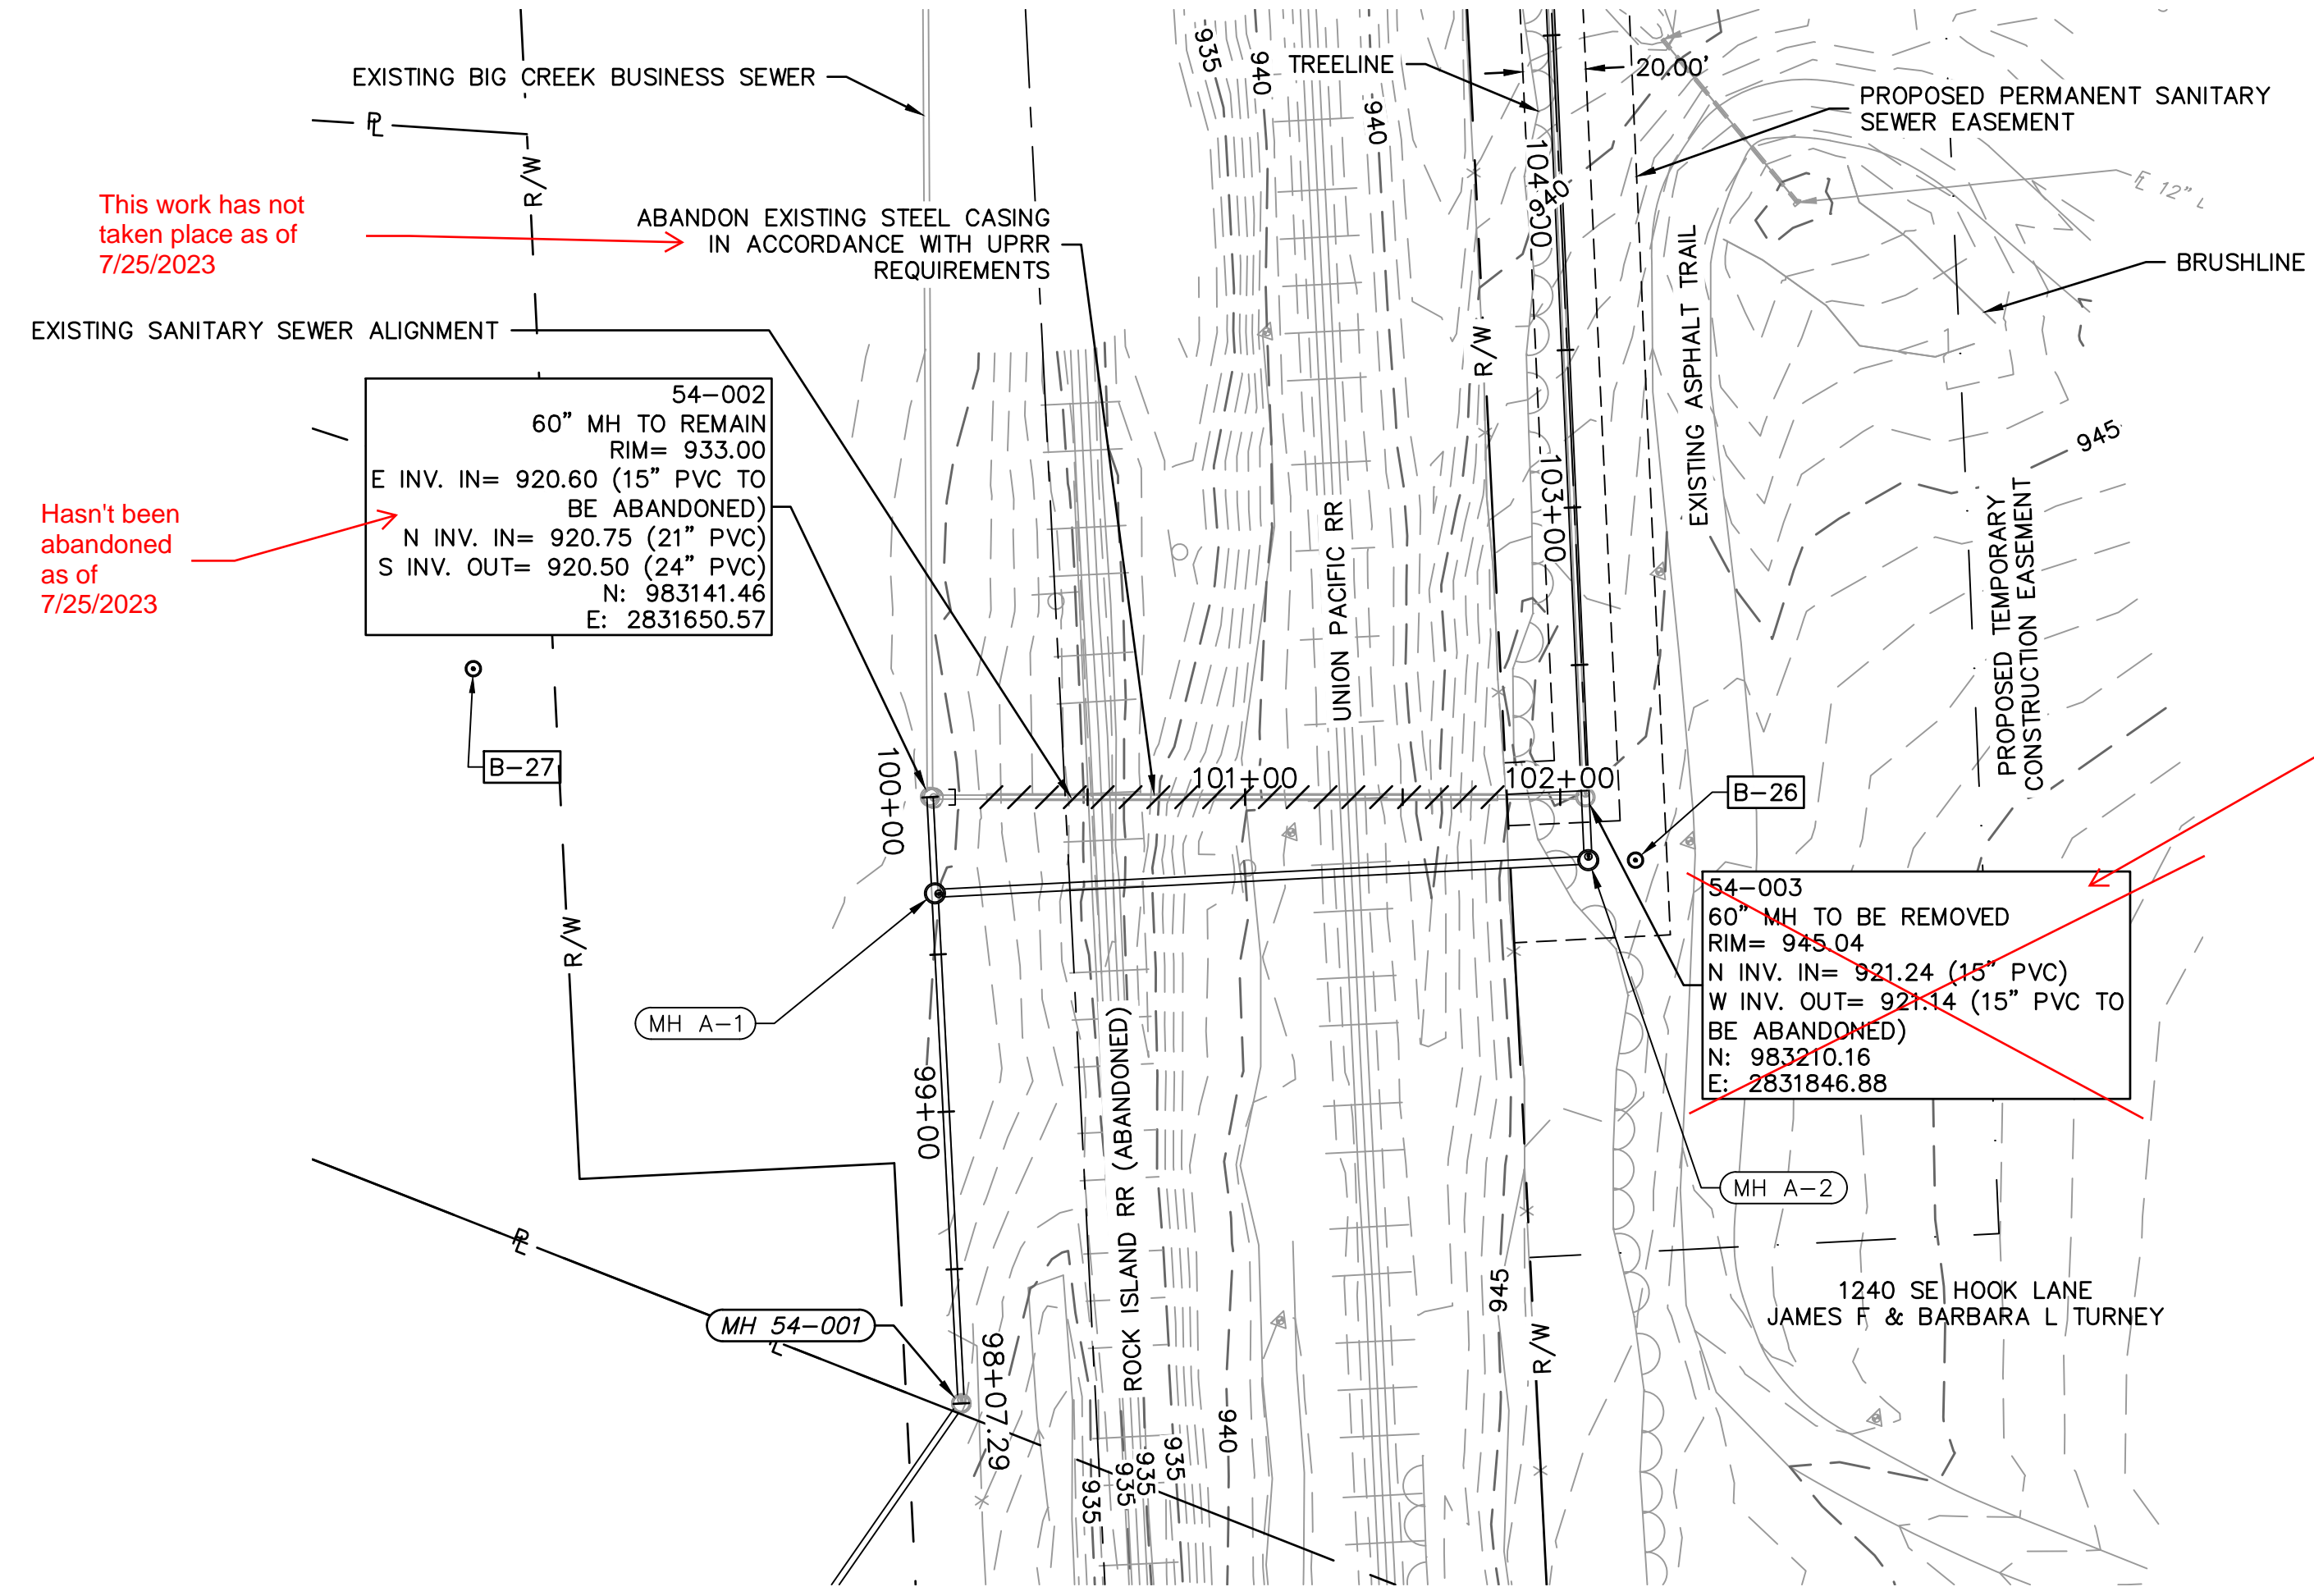 EXISTING BIG CREEK BUSINESS SEWER
TREELINE
20.00'
PROPOSED PERMANENT SANITARY
SEWER EASEMENT
935
940
940
R/W
This work has not
taken place as of
7/25/2023
ABANDON EXISTING STEEL CASING
IN ACCORDANCE WITH UPRR
REQUIREMENTS
104+00
940
12"
BRUSHLINE
EXISTING SANITARY SEWER ALIGNMENT
R/W
EXISTING ASPHALT TRAIL
54-002
60" MH TO REMAIN
RIM= 933.00
E INV. IN= 920.60 (15" PVC TO
BE ABANDONED)
N INV. IN= 920.75 (21" PVC)
S INV. OUT= 920.50 (24" PVC)
N: 983141.46
E: 2831650.57
Hasn't been
abandoned
as of
7/25/2023
945
103+00
UNION PACIFIC RR
PROPOSED TEMPORARY
CONSTRUCTION EASEMENT
B-27
100+00
101+00
102+00
B-26
54-003
60" MH TO BE REMOVED
RIM= 945.04
N INV. IN= 921.24 (15" PVC)
W INV. OUT= 921.14 (15" PVC TO
BE ABANDONED)
N: 983210.16
E: 2831846.88
R/W
MH A-1
99+00
ROCK ISLAND RR (ABANDONED)
MH A-2
945
1240 SE HOOK LANE
JAMES F & BARBARA L TURNEY
MH 54-001
R/W
98+07.29
940
935
935
935
935